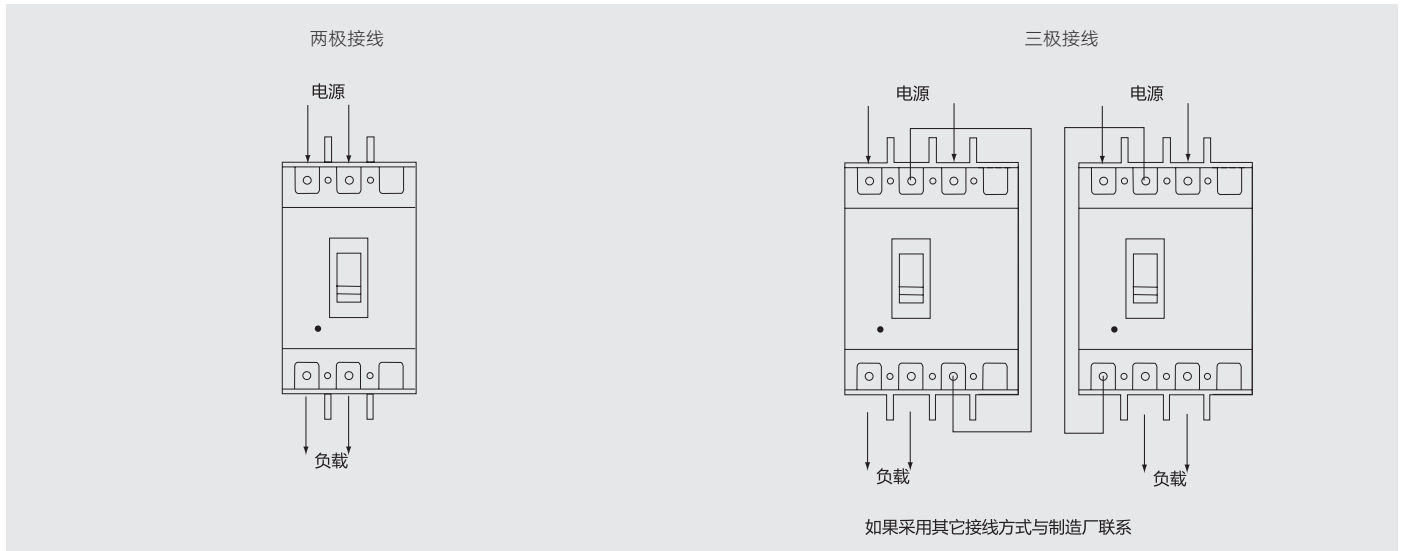 两极接线
三极接线
电源
电源
电源
负载
负载
负载
如果采用其它接线方式与制造厂联系